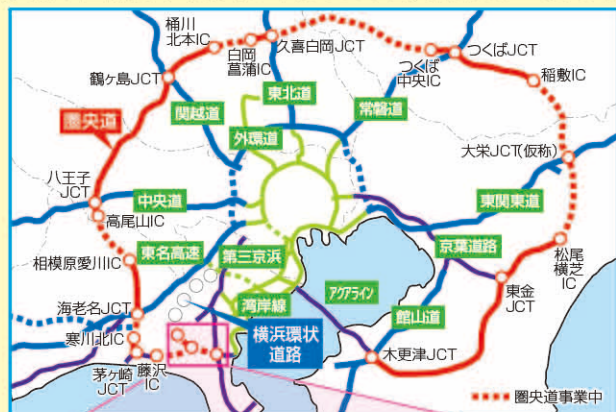 桶川
北本IC
白岡
菖蒲IC
久喜白岡JCT
つくばJCT
つくば
中央IC
稲敷IC
鶴ヶ島JCT
関越道
東北道
常磐道
外環道
圏央道
大栄JCT(仮称)
八王子
JCT
中央道
高尾山IC
東関東道
東名高速
第三京浜
京葉道路
松尾
横芝
IC
相模原愛川IC
湾岸線
アクアライン
東金
JCT
海老名JCT
横浜環状
道路
館山道
寒川北IC
茅ヶ崎
JCT
藤沢
IC
木更津JCT
圏央道事業中